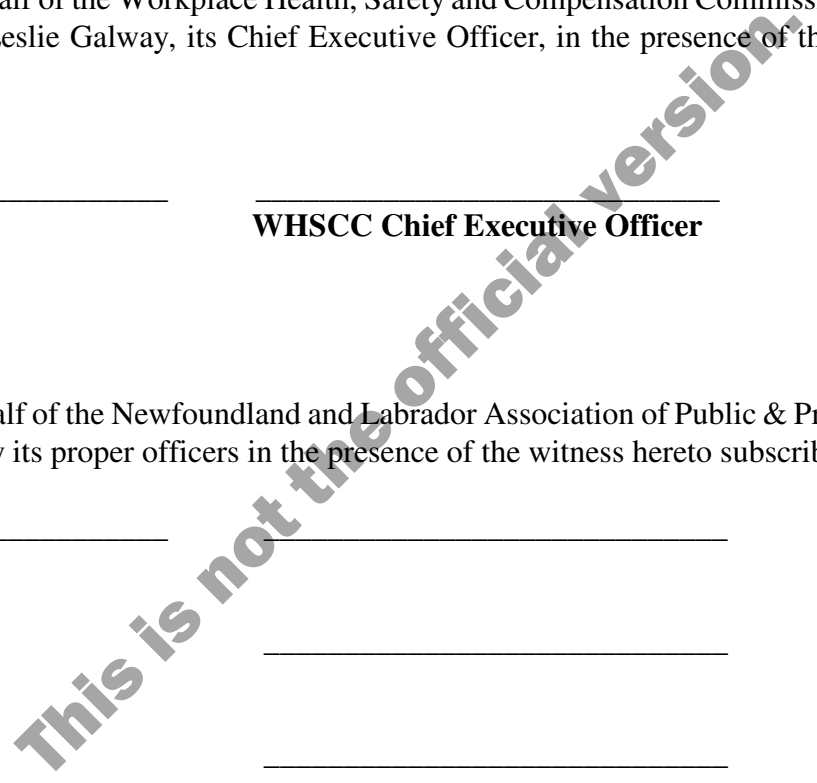 alf of the Workplace Health, Safety and Compensation Commiss
eslie Galway, its Chief Executive Officer, in the presence of th
WHSCC Chief Executive Officer
alf of the Newfoundland and Labrador Association of Public & Pr
its proper officers in the presence of the witness hereto subscrib
This is not the official version.